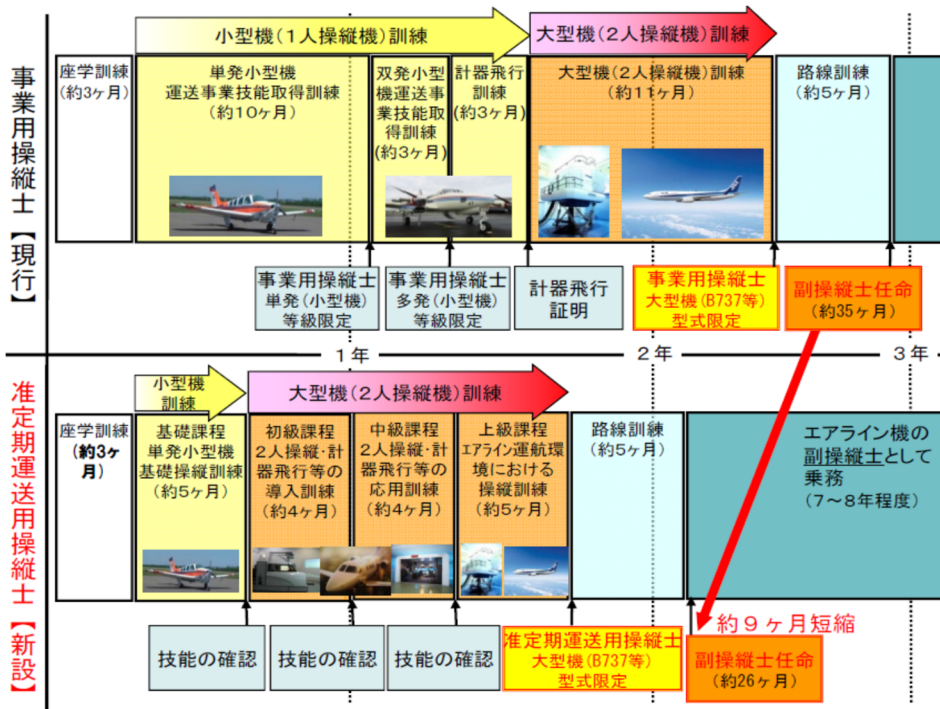 小型機(1人操縦機)訓練
大型機(2人操縦機)訓練
事業用操縦士【現行】
座学訓練
(約3ヶ月)
単発小型機
運送事業技能取得訓練
(約10ヶ月)
双発小型
機運送事
業技能取
得訓練
(約3ヶ月)
計器飛行
訓練
(約3ヶ月)
大型機(2人操縦機)訓練
(約11ヶ月)
路線訓練
(約5ヶ月)
事業用操縦士
単発(小型機)
等級限定
事業用操縦士
多発(小型機)
等級限定
計器飛行
証明
事業用操縦士
大型機(B737等)
型式限定
副操縦士任命
(約35ヶ月)
1年
2年
3年
准定期運送用操縦士【新設】
小型機
訓練
大型機(2人操縦機)訓練
座学訓練
(約3ヶ
月)
基礎課程
単発小型機
基礎操縦訓練
(約5ヶ月)
初級課程
2人操縦・計
器飛行等の
導入訓練
(約4ヶ月)
中級課程
2人操縦・計
器飛行等の
応用訓練
(約4ヶ月)
上級課程
エアライン運航環
境における
操縦訓練
(約5ヶ月)
路線訓練
(約5ヶ月)
エアライン機の
副操縦士として
乗務
(7~8年程度)
技能の確認
技能の確認
技能の確認
准定期運送用操縦士
大型機(B737等)
型式限定
約9ヶ月短縮
副操縦士任命
(約26ヶ月)